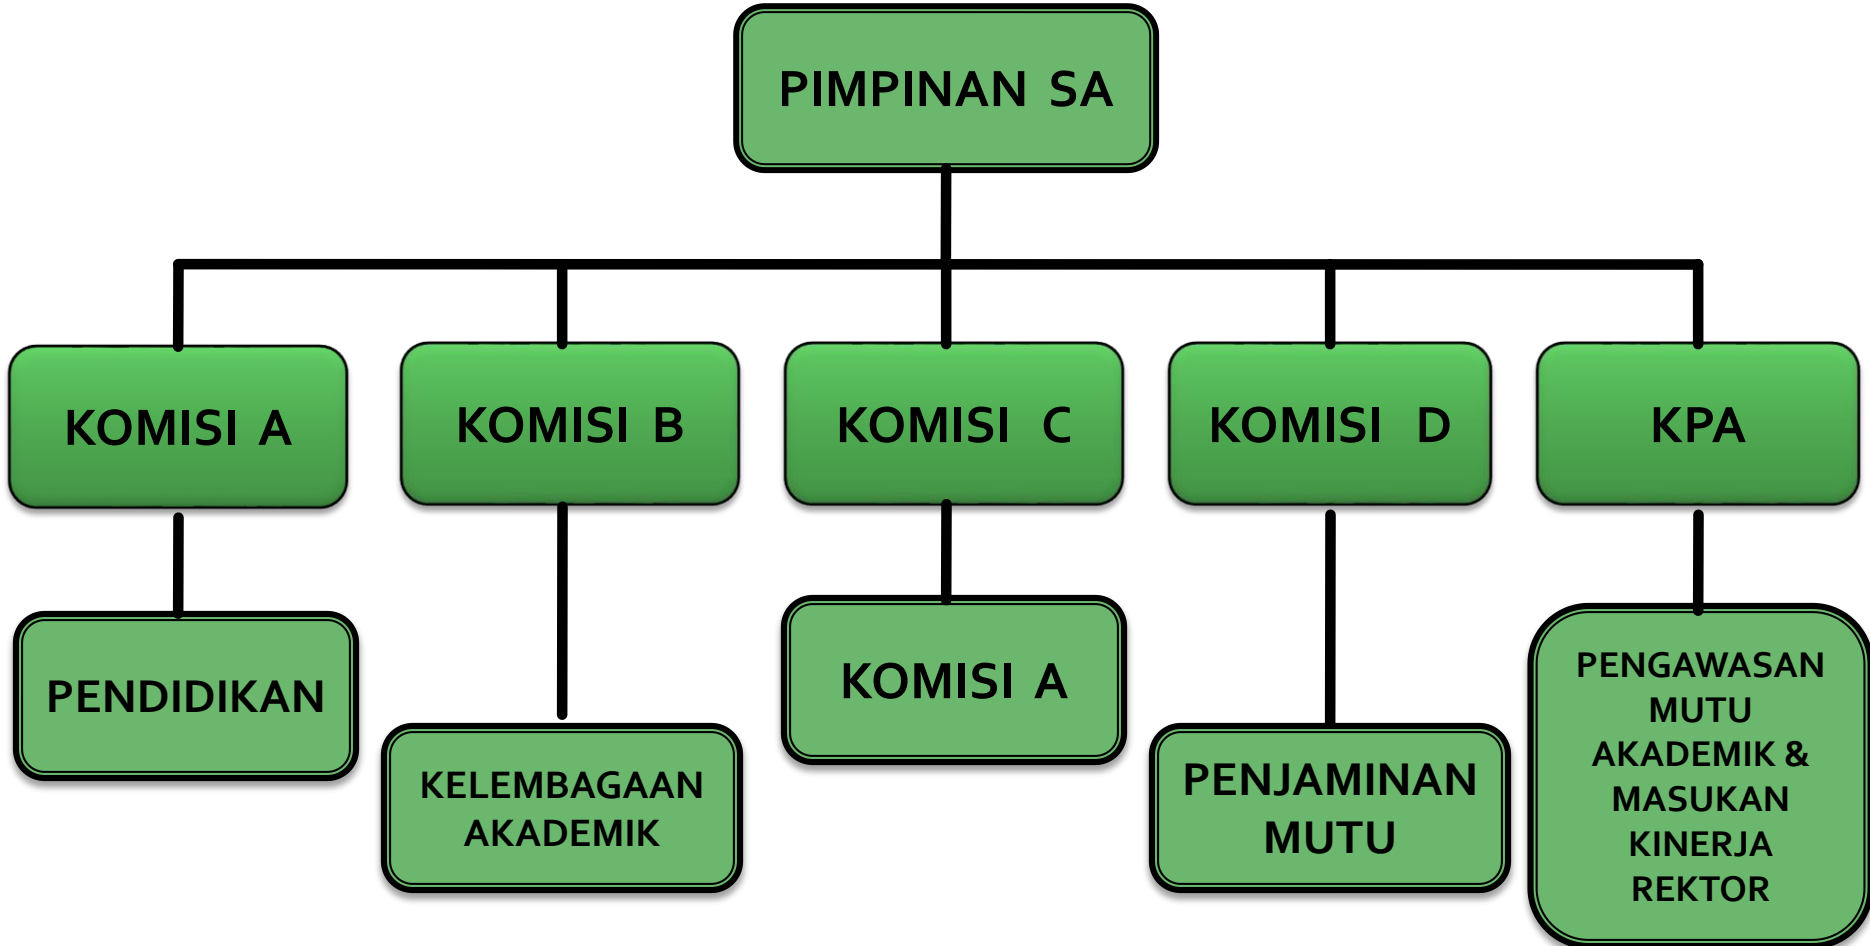 PIMPINAN SA
KOMISI A
KOMISI B
KOMISI C
KOMISI D
KPA
PENDIDIKAN
KELEMBAGAAN
AKADEMIK
KOMISI A
PENJAMINAN
MUTU
PENGAWASAN
MUTU
AKADEMIK &
MASUKAN
KINERJA
REKTOR